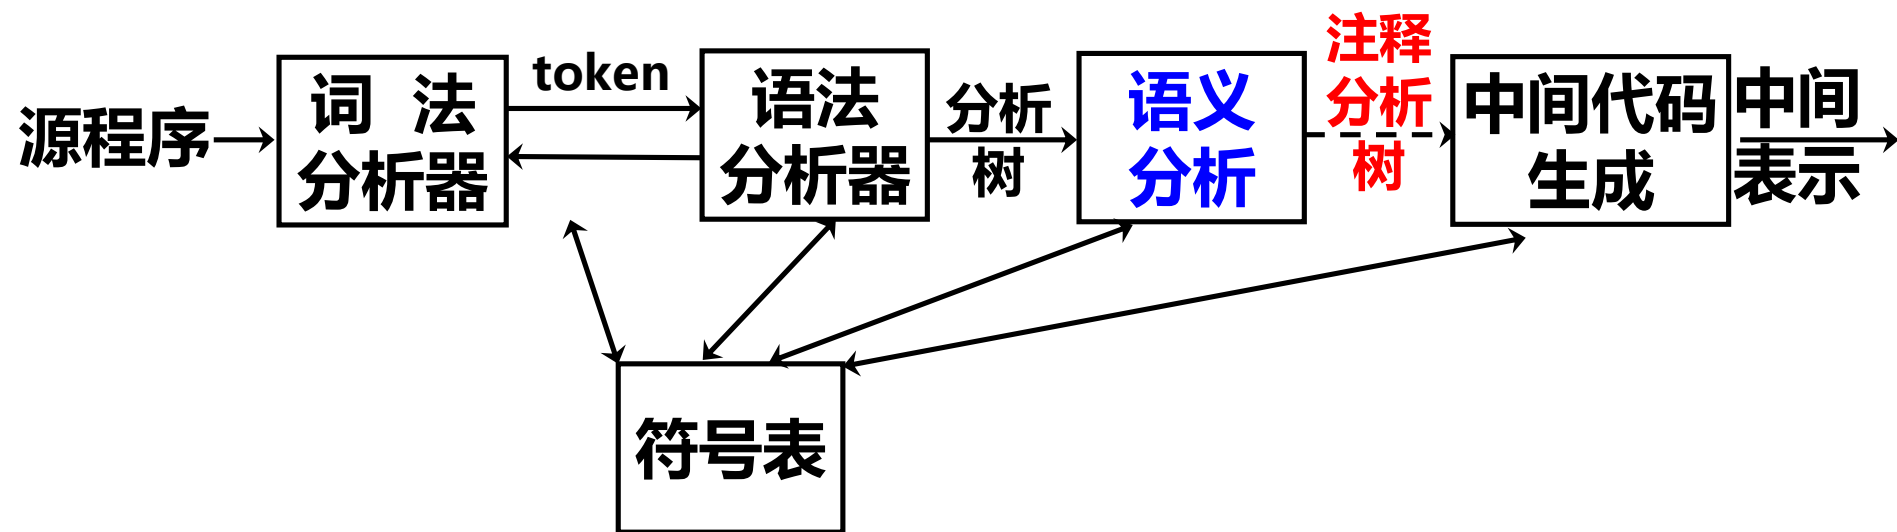 源程序
词 法
分析器
token
语法
分析器
分析
树
语义
分析
注释
分析
树
中间代码
生成
中间
表示
符号表